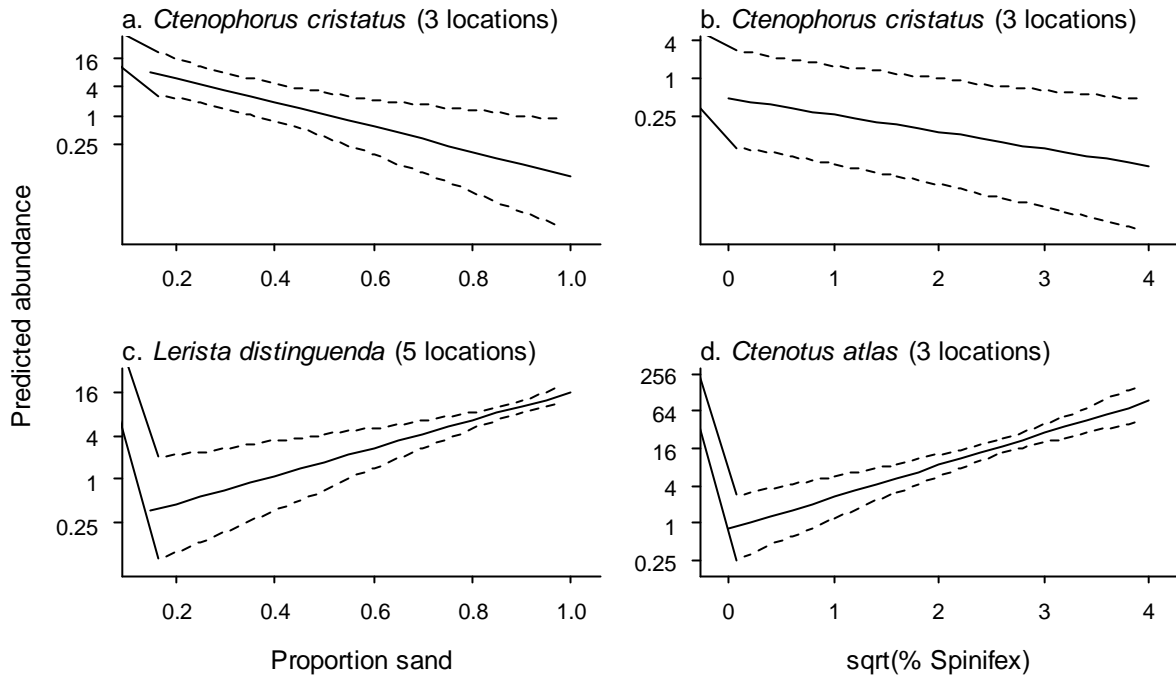 a. Ctenophorus cristatus (3 locations)
16
4
1
0.25
0.2 0.4 0.6 0.8 1.0
b. Ctenophorus cristatus (3 locations)
4
1
0.25
0 1 2 3 4
Predicted abundance
c. Lerista distinguenda (5 locations)
16
4
1
0.25
0.2 0.4 0.6 0.8 1.0
Proportion sand
d. Ctenotus atlas (3 locations)
256
64
16
4
1
0.25
0 1 2 3 4
sqrt(% Spinifex)